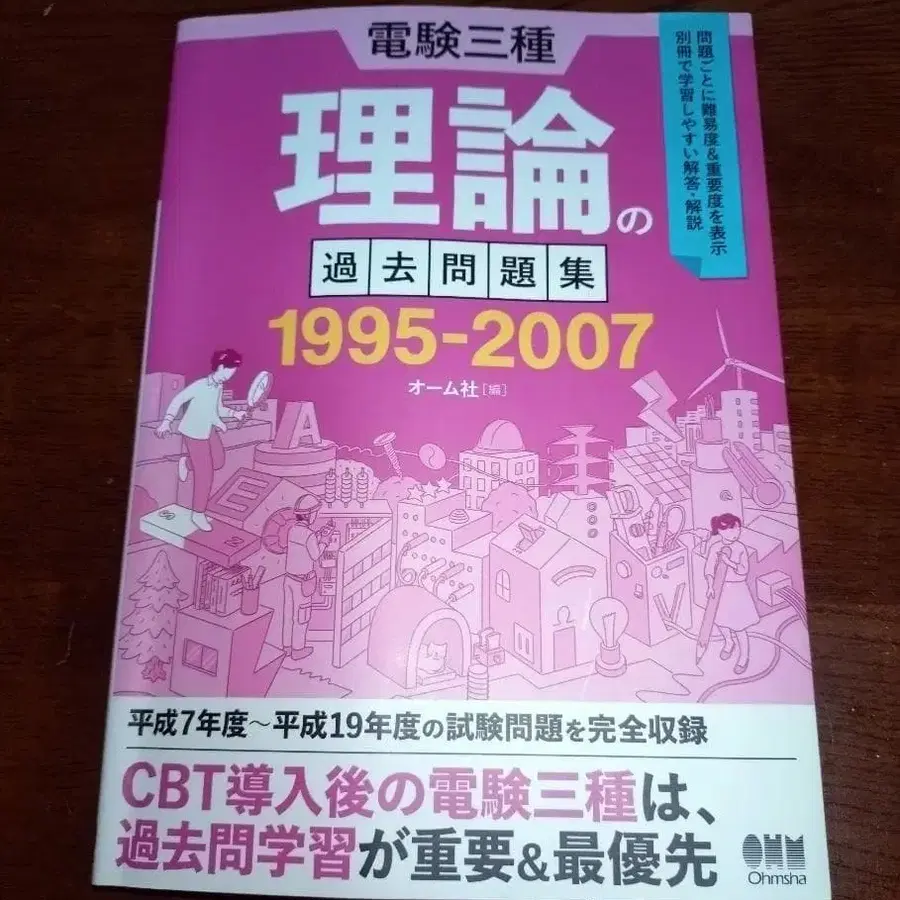 電験三種
理論の
過去問題集
1995-2007
オーム社[編]
問題ごとに難易度&重要度を表示
別冊で学習しやすい解答・解説
A
V
平成7年度～平成19年度の試験問題を完全収録
CBT導入後の電験三種は、
過去問学習が重要&最優先
OHM
Ohmsha